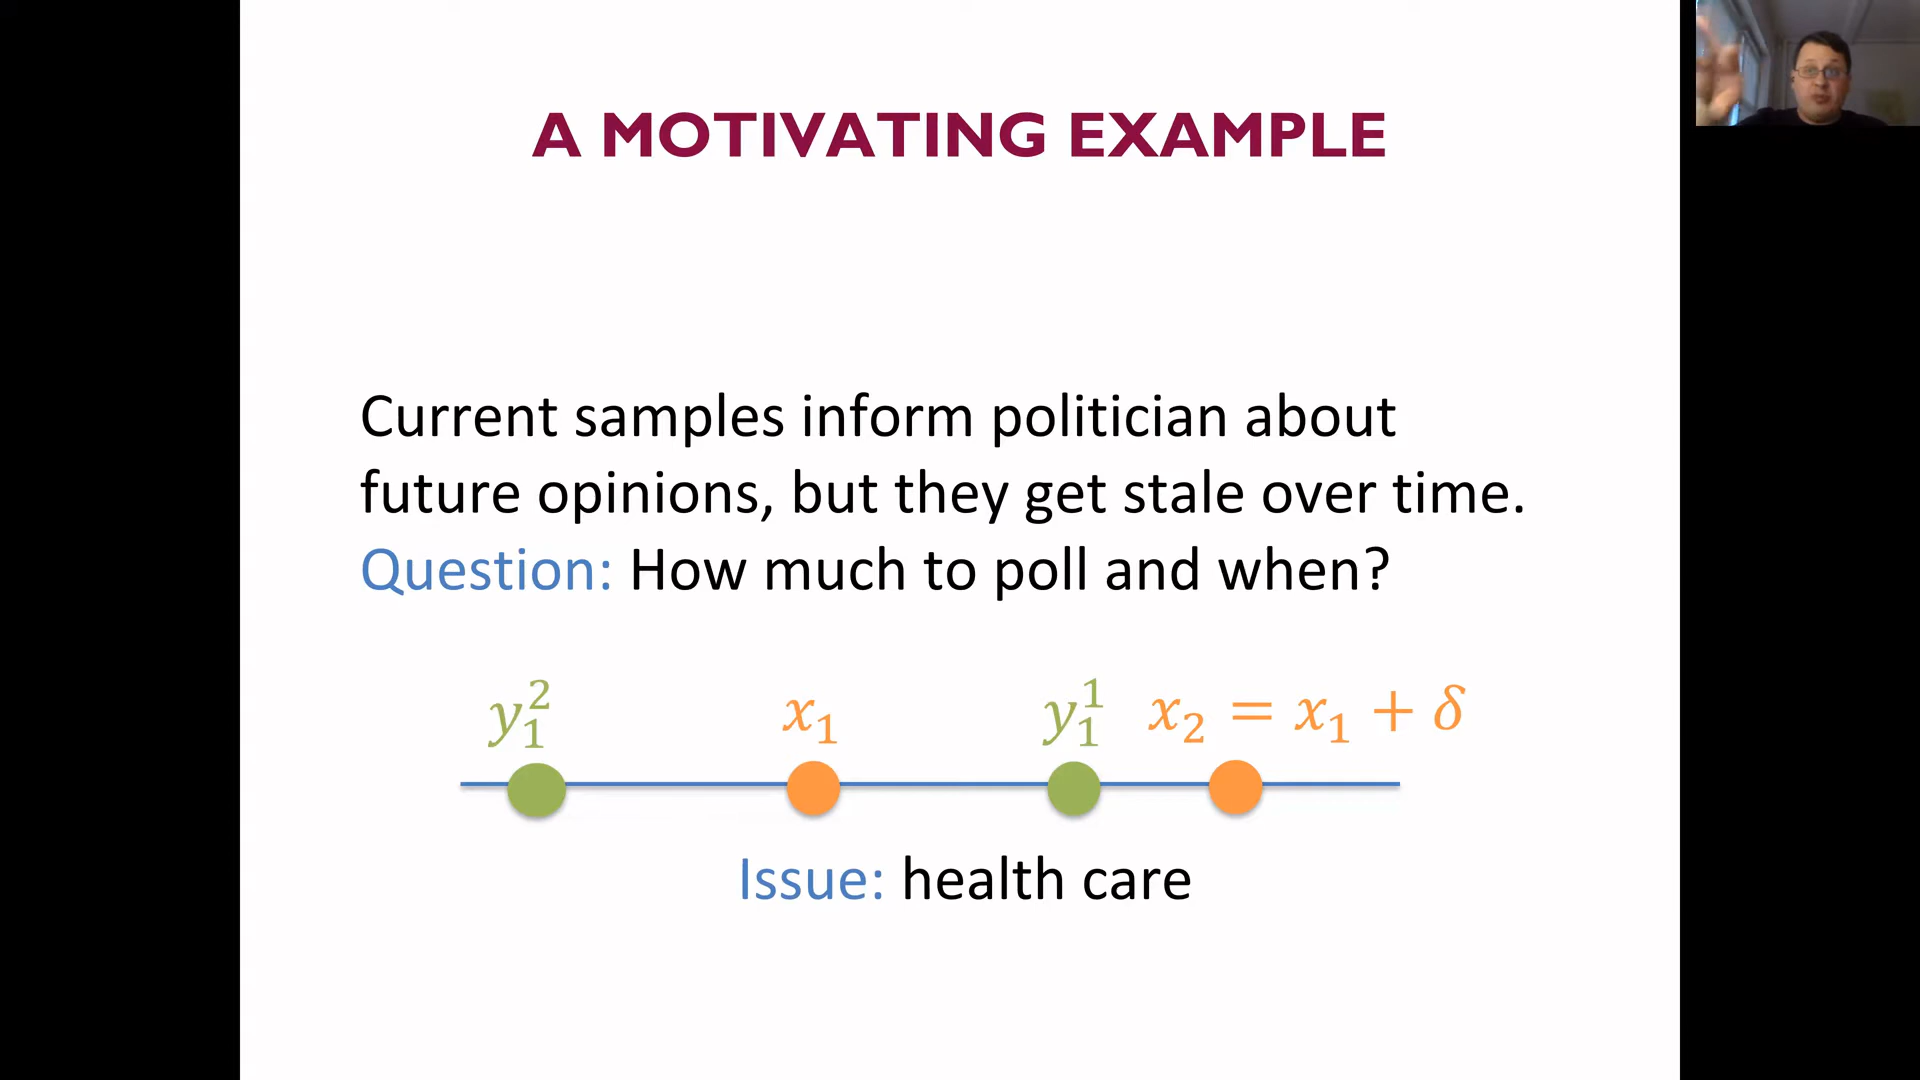 A MOTIVATING EXAMPLE
Current samples inform politician about
future opinions, but they get stale over time.
Question: How much to poll and when?
y₁² x₁ y₁¹ x₂ = x₁ + δ
Issue: health care